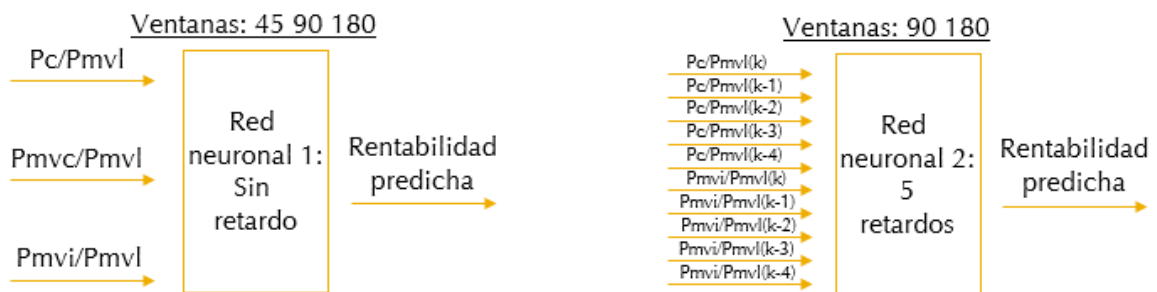 Ventanas: 45 90 180
Pc/Pmvl
Pmvc/Pmvl
Pmvi/Pmvl
Red
neuronal 1:
Sin
retardo
Rentabilidad
predicha
Ventanas: 90 180
Pc/Pmvl(k)
Pc/Pmvl(k-1)
Pc/Pmvl(k-2)
Pc/Pmvl(k-3)
Pc/Pmvl(k-4)
Pmvi/Pmvl(k)
Pmvi/Pmvl(k-1)
Pmvi/Pmvl(k-2)
Pmvi/Pmvl(k-3)
Pmvi/Pmvl(k-4)
Red
neuronal 2:
5
retardos
Rentabilidad
predicha